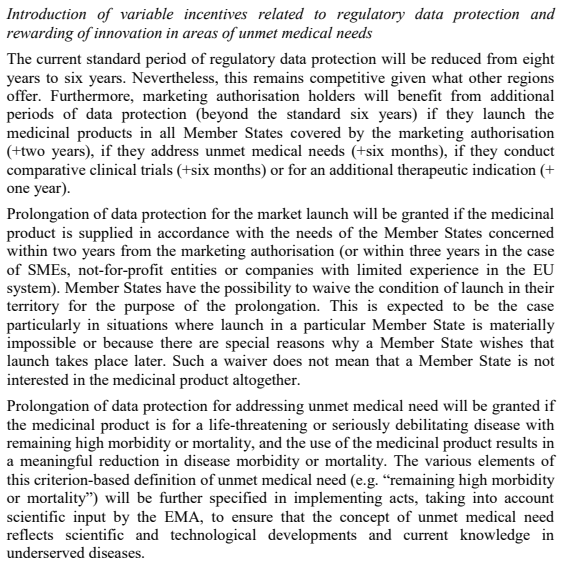 Introduction of variable incentives related to regulatory data protection and
rewarding of innovation in areas of unmet medical needs
The current standard period of regulatory data protection will be reduced from eight
years to six years. Nevertheless, this remains competitive given what other regions
offer. Furthermore, marketing authorisation holders will benefit from additional
periods of data protection (beyond the standard six years) if they launch the
medicinal products in all Member States covered by the marketing authorisation
(+two years), if they address unmet medical needs (+six months), if they conduct
comparative clinical trials (+six months) or for an additional therapeutic indication (+
one year).
Prolongation of data protection for the market launch will be granted if the medicinal
product is supplied in accordance with the needs of the Member States concerned
within two years from the marketing authorisation (or within three years in the case
of SMEs, not-for-profit entities or companies with limited experience in the EU
system). Member States have the possibility to waive the condition of launch in their
territory for the purpose of the prolongation. This is expected to be the case
particularly in situations where launch in a particular Member State is materially
impossible or because there are special reasons why a Member State wishes that
launch takes place later. Such a waiver does not mean that a Member State is not
interested in the medicinal product altogether.
Prolongation of data protection for addressing unmet medical need will be granted if
the medicinal product is for a life-threatening or seriously debilitating disease with
remaining high morbidity or mortality, and the use of the medicinal product results in
a meaningful reduction in disease morbidity or mortality. The various elements of
this criterion-based definition of unmet medical need (e.g. “remaining high morbidity
or mortality”) will be further specified in implementing acts, taking into account
scientific input by the EMA, to ensure that the concept of unmet medical need
reflects scientific and technological developments and current knowledge in
underserved diseases.